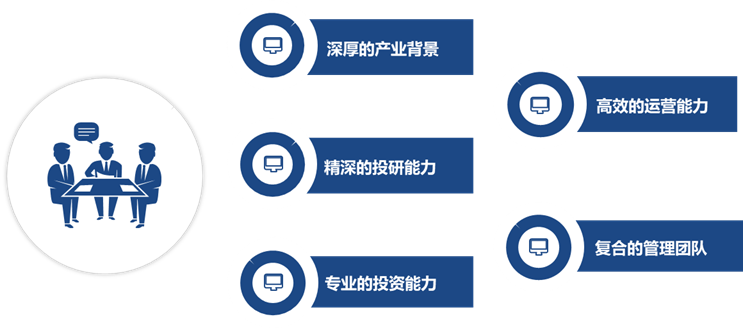 深厚的产业背景
高效的运营能力
精深的投研能力
复合的管理团队
专业的投资能力